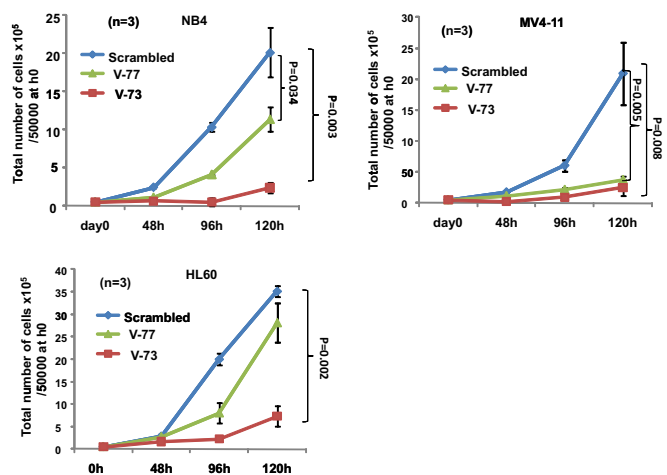 (n=3)
NB4
Total number of cells x10⁵
/50000 at h0
25
20
15
10
5
0
Scrambled
V-77
V-73
P=0.034
P=0.003
day0 48h 96h 120h
(n=3)
MV4-11
Total number of cells x10⁵
/50000 at h0
30
25
20
15
10
50
0
Scrambled
V-77
V-73
P=0.005
P=0.008
day0 48h 96h 120h
(n=3)
HL60
Total number of cells x10⁵
/50000 at h0
40
35
30
25
20
15
10
5
0
Scrambled
V-77
V-73
P=0.002
0h 48h 96h 120h